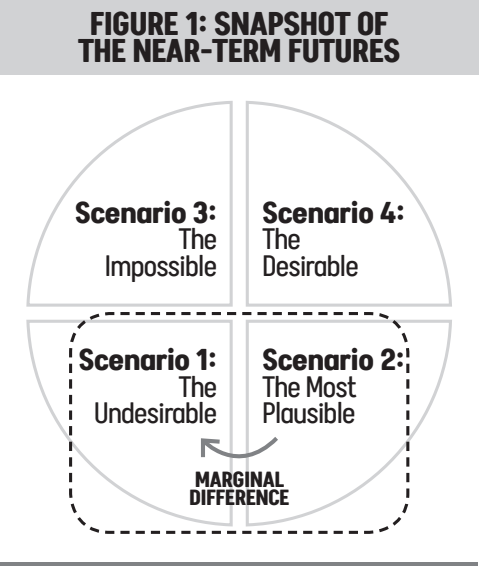 FIGURE 1: SNAPSHOT OF
THE NEAR-TERM FUTURES
Scenario 3:
The
Impossible
Scenario 4:
The
Desirable
Scenario 1:
The
Undesirable
Scenario 2:
The Most
Plausible
MARGINAL
DIFFERENCE